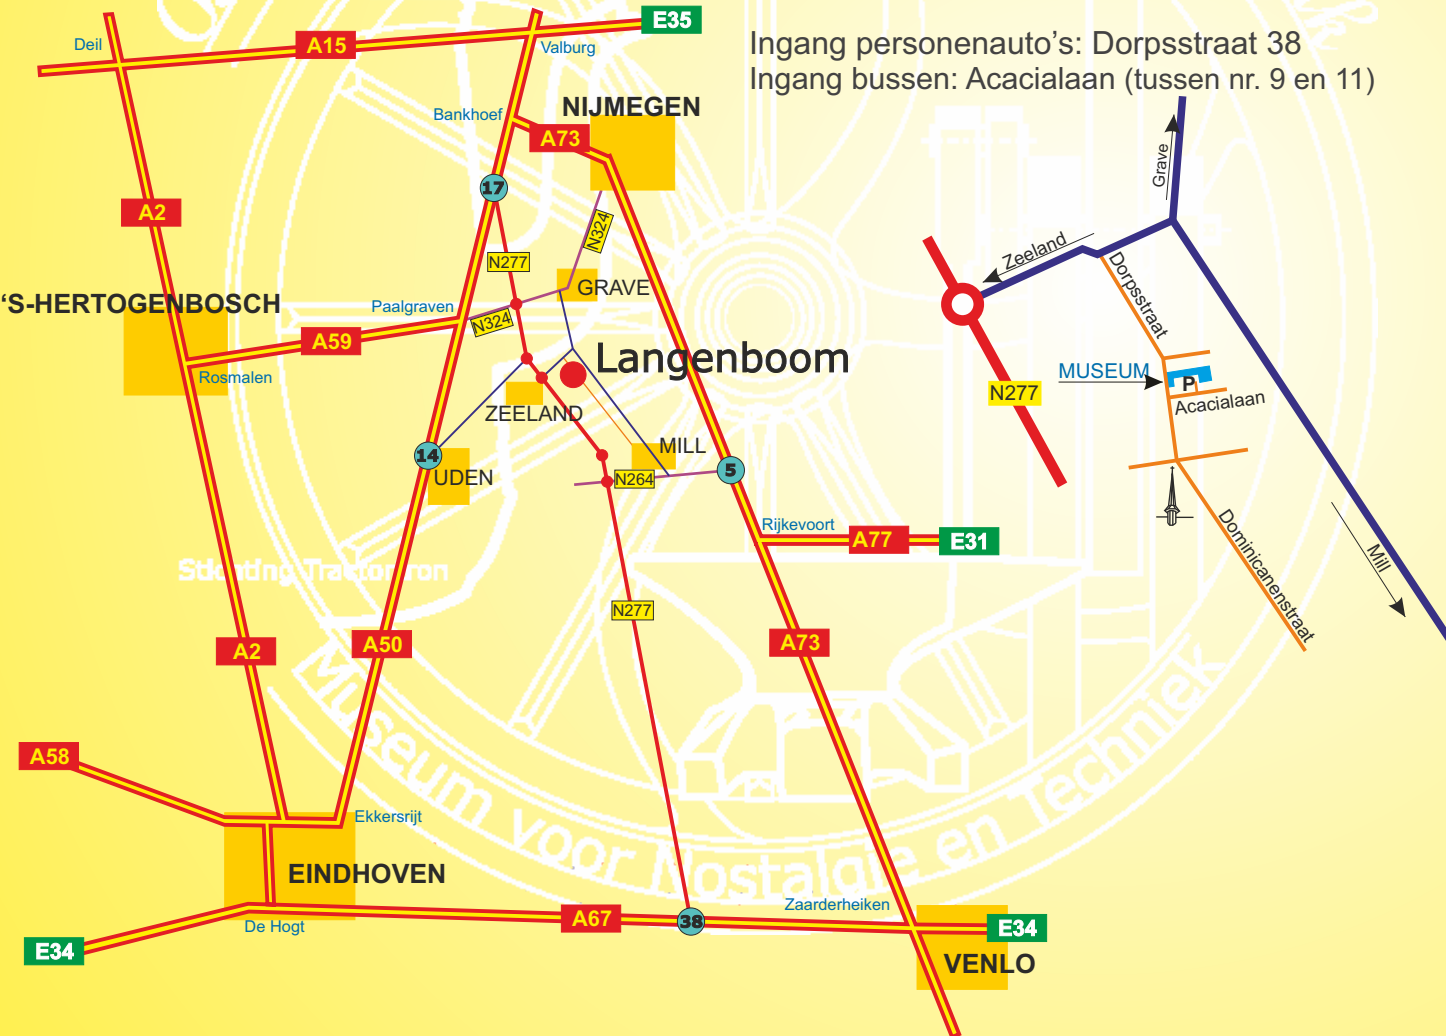 E35
A15
Deil
Valburg
Ingang personenauto’s: Dorpsstraat 38
Ingang bussen: Acacialaan (tussen nr. 9 en 11)
Bankhoef
NIJMEGEN
A73
17
A2
N324
N277
GRAVE
‘S-HERTOGENBOSCH
Paalgraven
N324
A59
Rosmalen
Langenboom
ZEELAND
MILL
14
UDEN
N264
5
Rijkevoort
A77
E31
N277
A2
A50
A73
A58
Ekkersrijt
EINDHOVEN
De Hogt
E34
A67
38
Zaarderheiken
E34
VENLO
Grave
Zeeland
Dorpsstraat
MUSEUM
P
Acacialaan
N277
Dominicanenstraat
Mill
Stichting Tractorron
Museum voor Nostalgie en Techniek